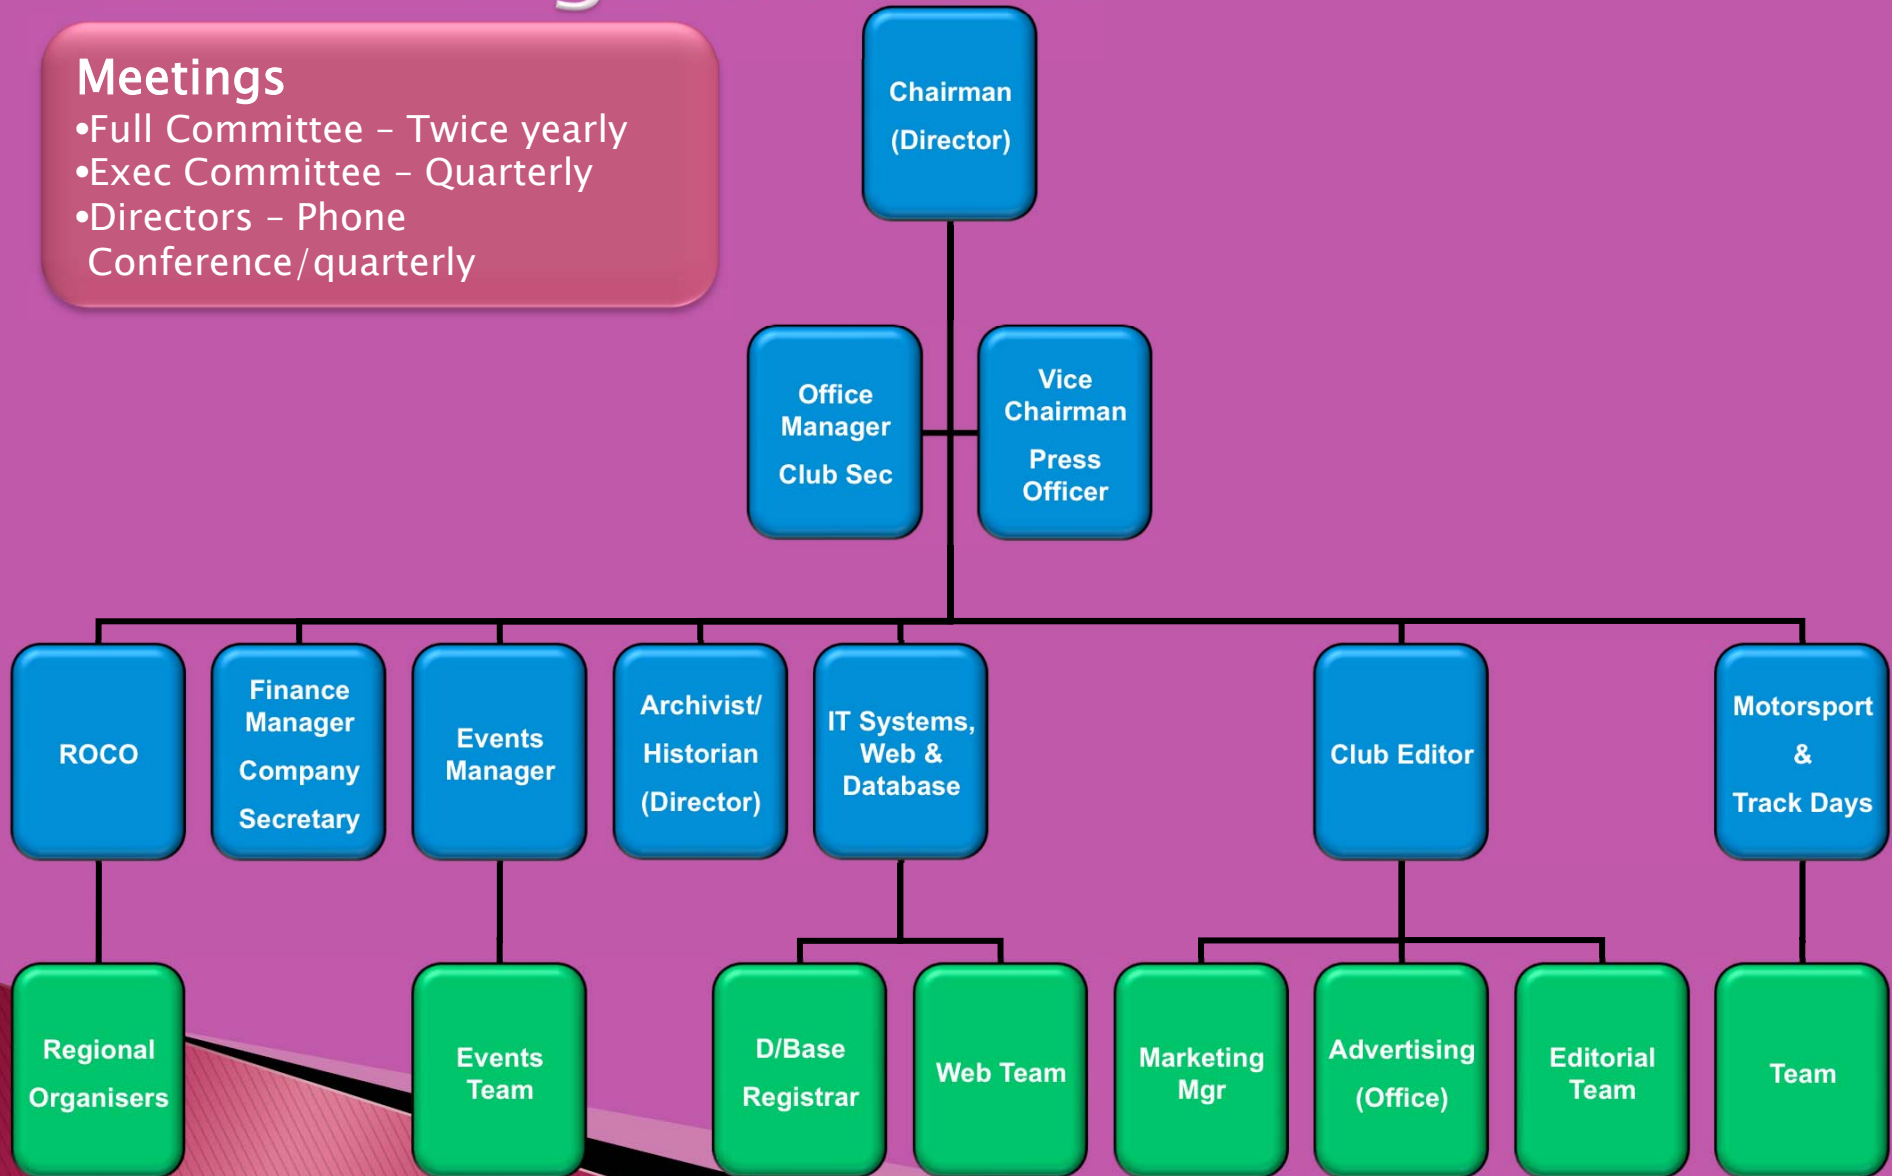 Meetings
•Full Committee – Twice yearly
•Exec Committee – Quarterly
•Directors – Phone
Conference/quarterly
Chairman
(Director)
Office
Manager
Club Sec
Vice
Chairman
Press
Officer
ROCO
Finance
Manager
Company
Secretary
Events
Manager
Archivist/
Historian
(Director)
IT Systems,
Web &
Database
Club Editor
Motorsport
&
Track Days
Regional
Organisers
Events
Team
D/Base
Registrar
Web Team
Marketing
Mgr
Advertising
(Office)
Editorial
Team
Team